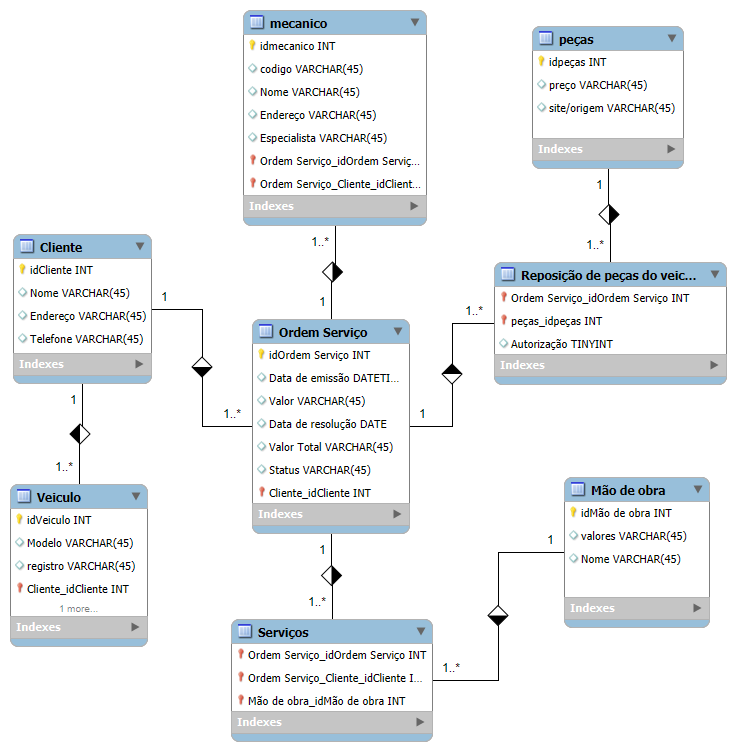 mecanico
idmecanico INT
codigo VARCHAR(45)
Nome VARCHAR(45)
Endereço VARCHAR(45)
Especialista VARCHAR(45)
Ordem Serviço_idOrdem Serviç...
Ordem Serviço_Cliente_idClient...
Indexes
peças
idpeças INT
preço VARCHAR(45)
site/origem VARCHAR(45)
Indexes
1
1..*
1..*
1
Cliente
idCliente INT
Nome VARCHAR(45)
Endereço VARCHAR(45)
Telefone VARCHAR(45)
Indexes
1
1..*
1
1..*
Ordem Serviço
idOrdem Serviço INT
Data de emissão DATETI...
Valor VARCHAR(45)
Data de resolução DATE
Valor Total VARCHAR(45)
Status VARCHAR(45)
Cliente_idCliente INT
Indexes
1..*
1
Reposição de peças do veic...
Ordem Serviço_idOrdem Serviço INT
peças_idpeças INT
Autorização TINYINT
Indexes
Veiculo
idVeiculo INT
Modelo VARCHAR(45)
registro VARCHAR(45)
Cliente_idCliente INT
1 more...
Indexes
1
1..*
Mão de obra
idMão de obra INT
valores VARCHAR(45)
Nome VARCHAR(45)
Indexes
1
1..*
Serviços
Ordem Serviço_idOrdem Serviço INT
Ordem Serviço_Cliente_idCliente I...
Mão de obra_idMão de obra INT
Indexes